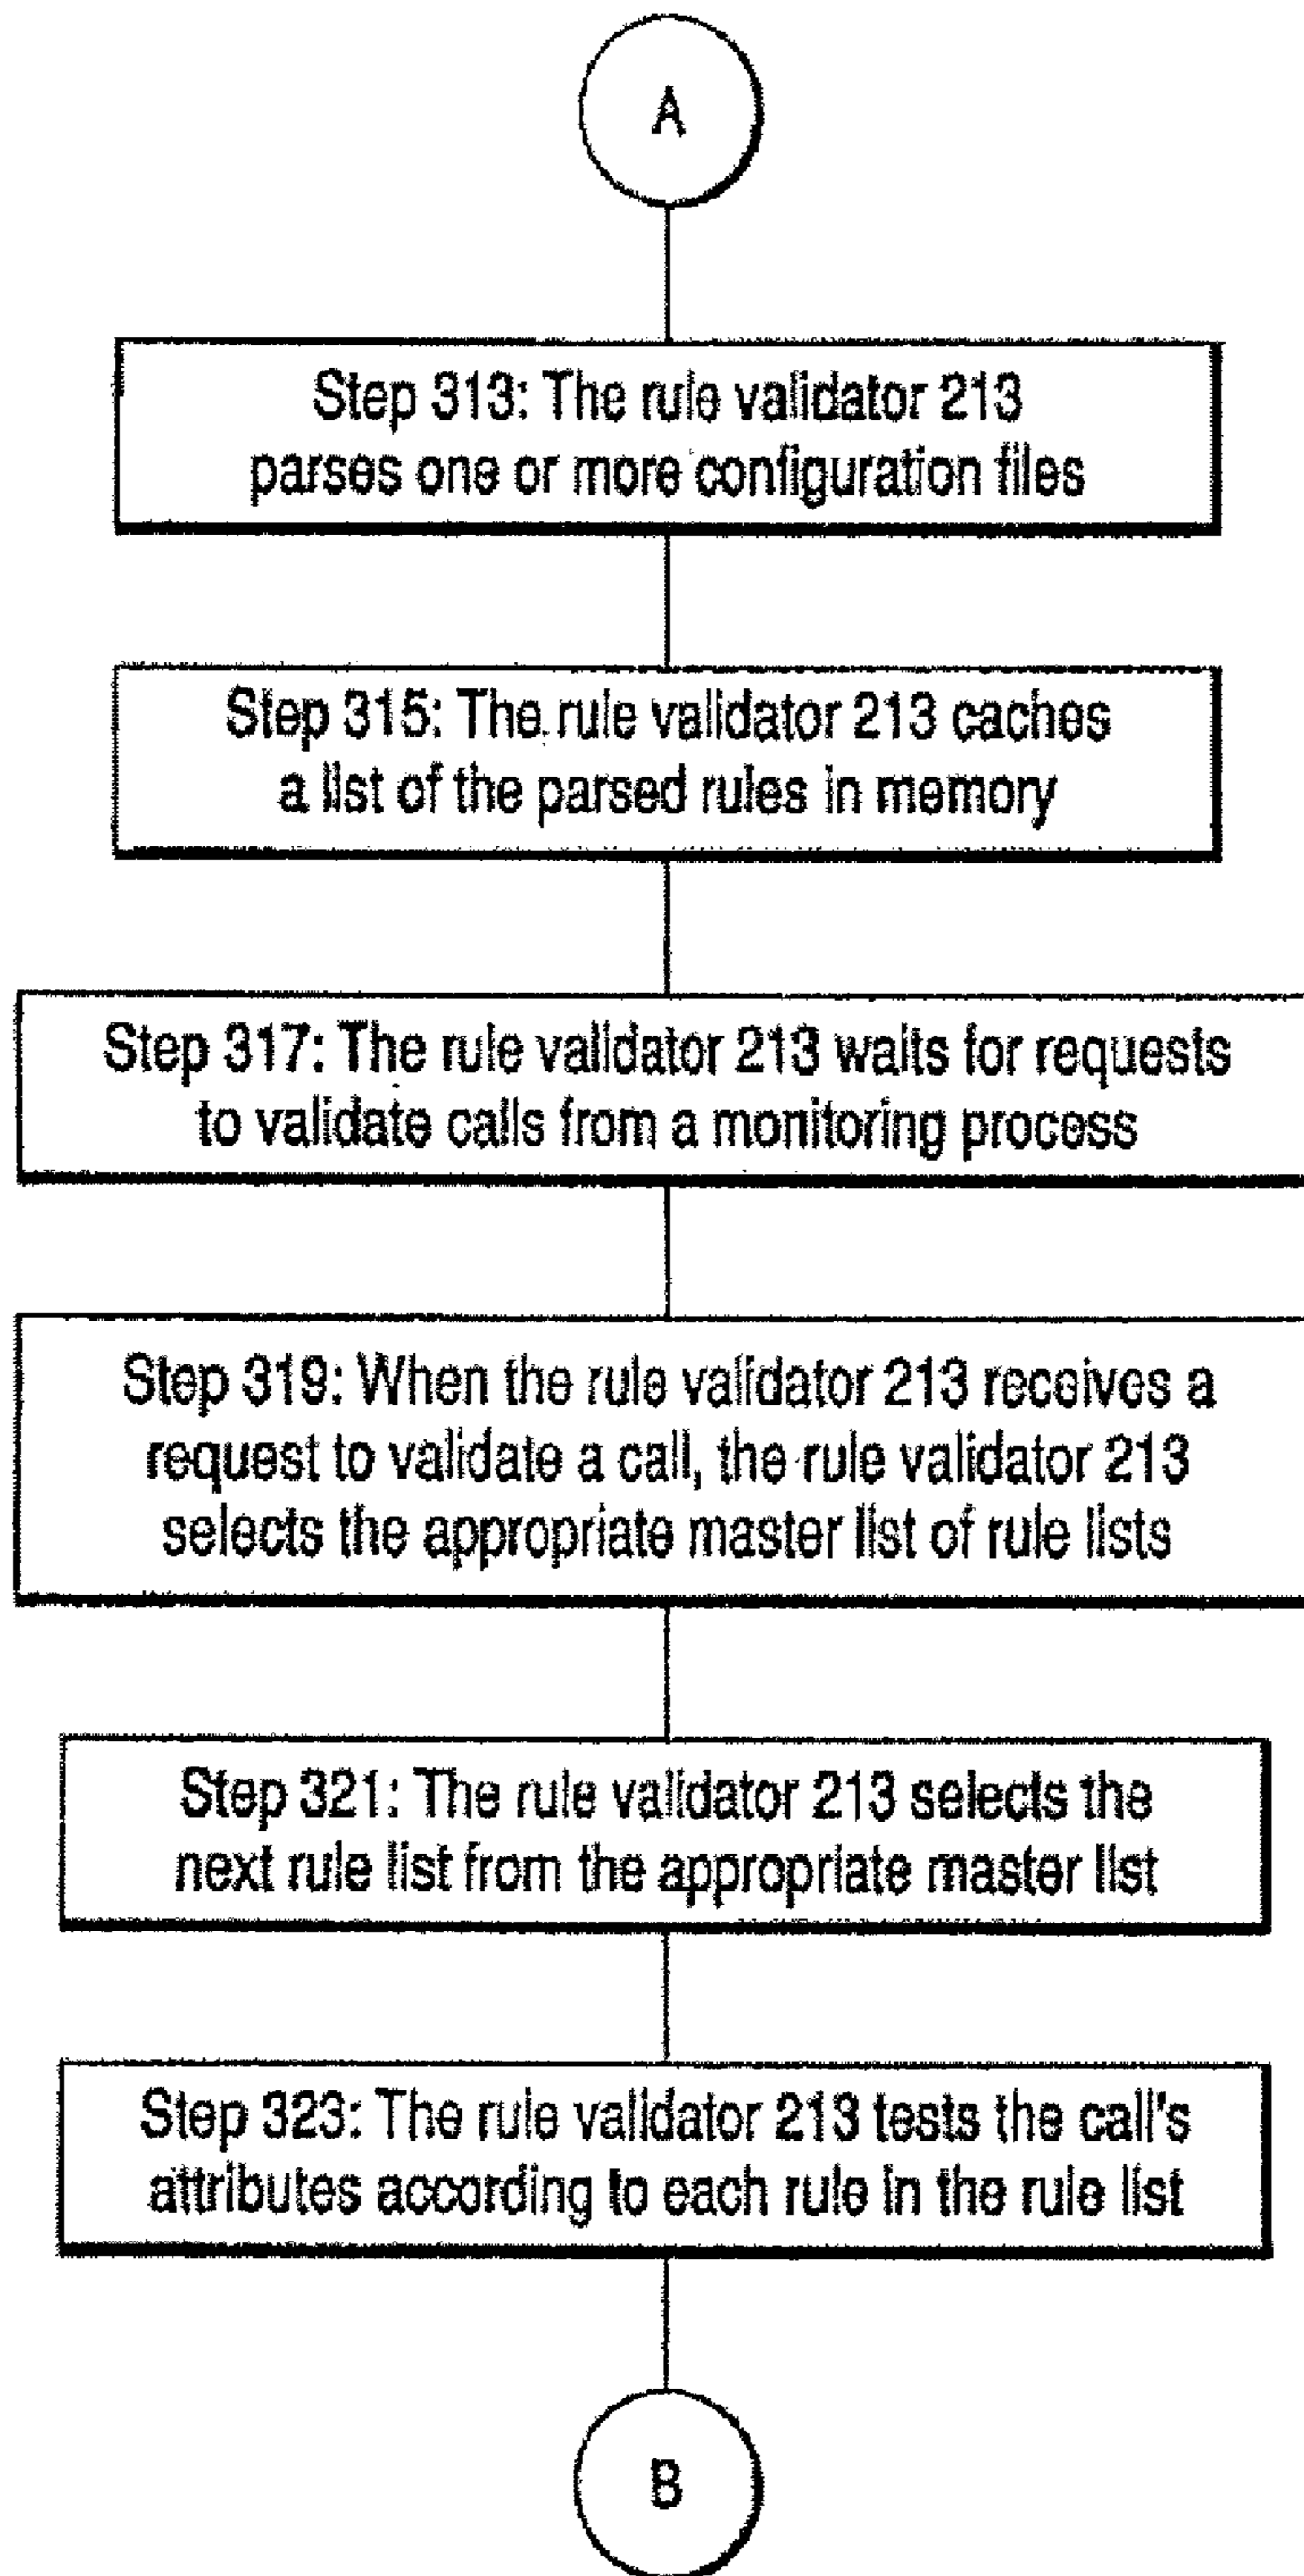 A
Step 313: The rule validator 213
parses one or more configuration files
Step 315: The rule validator 213 caches
a list of the parsed rules in memory
Step 317: The rule validator 213 waits for requests
to validate calls from a monitoring process
Step 319: When the rule validator 213 receives a
request to validate a call, the rule validator 213
selects the appropriate master list of rule lists
Step 321: The rule validator 213 selects the
next rule list from the appropriate master list
Step 323: The rule validator 213 tests the call's
attributes according to each rule in the rule list
B